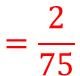 = 2/75